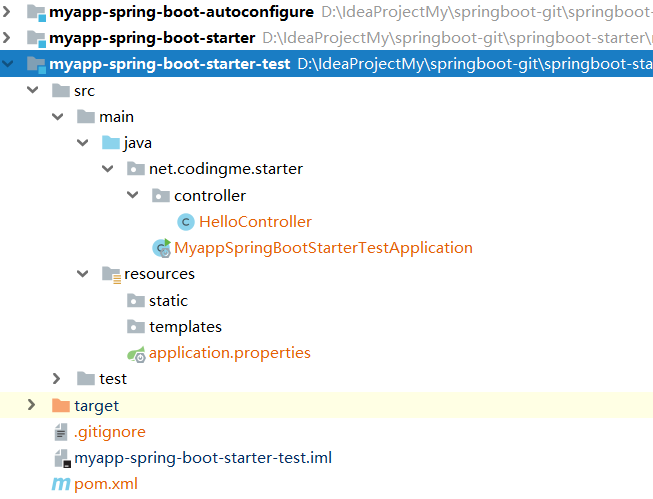 myapp-spring-boot-autoconfigure D:\IdeaProjectMy\springboot-git\springboot-
myapp-spring-boot-starter D:\IdeaProjectMy\springboot-git\springboot-starter\
myapp-spring-boot-starter-test D:\IdeaProjectMy\springboot-git\springboot-sta
src
main
java
net.codingme.starter
controller
HelloController
MyappSpringBootStarterTestApplication
resources
static
templates
application.properties
test
target
.gitignore
myapp-spring-boot-starter-test.iml
pom.xml